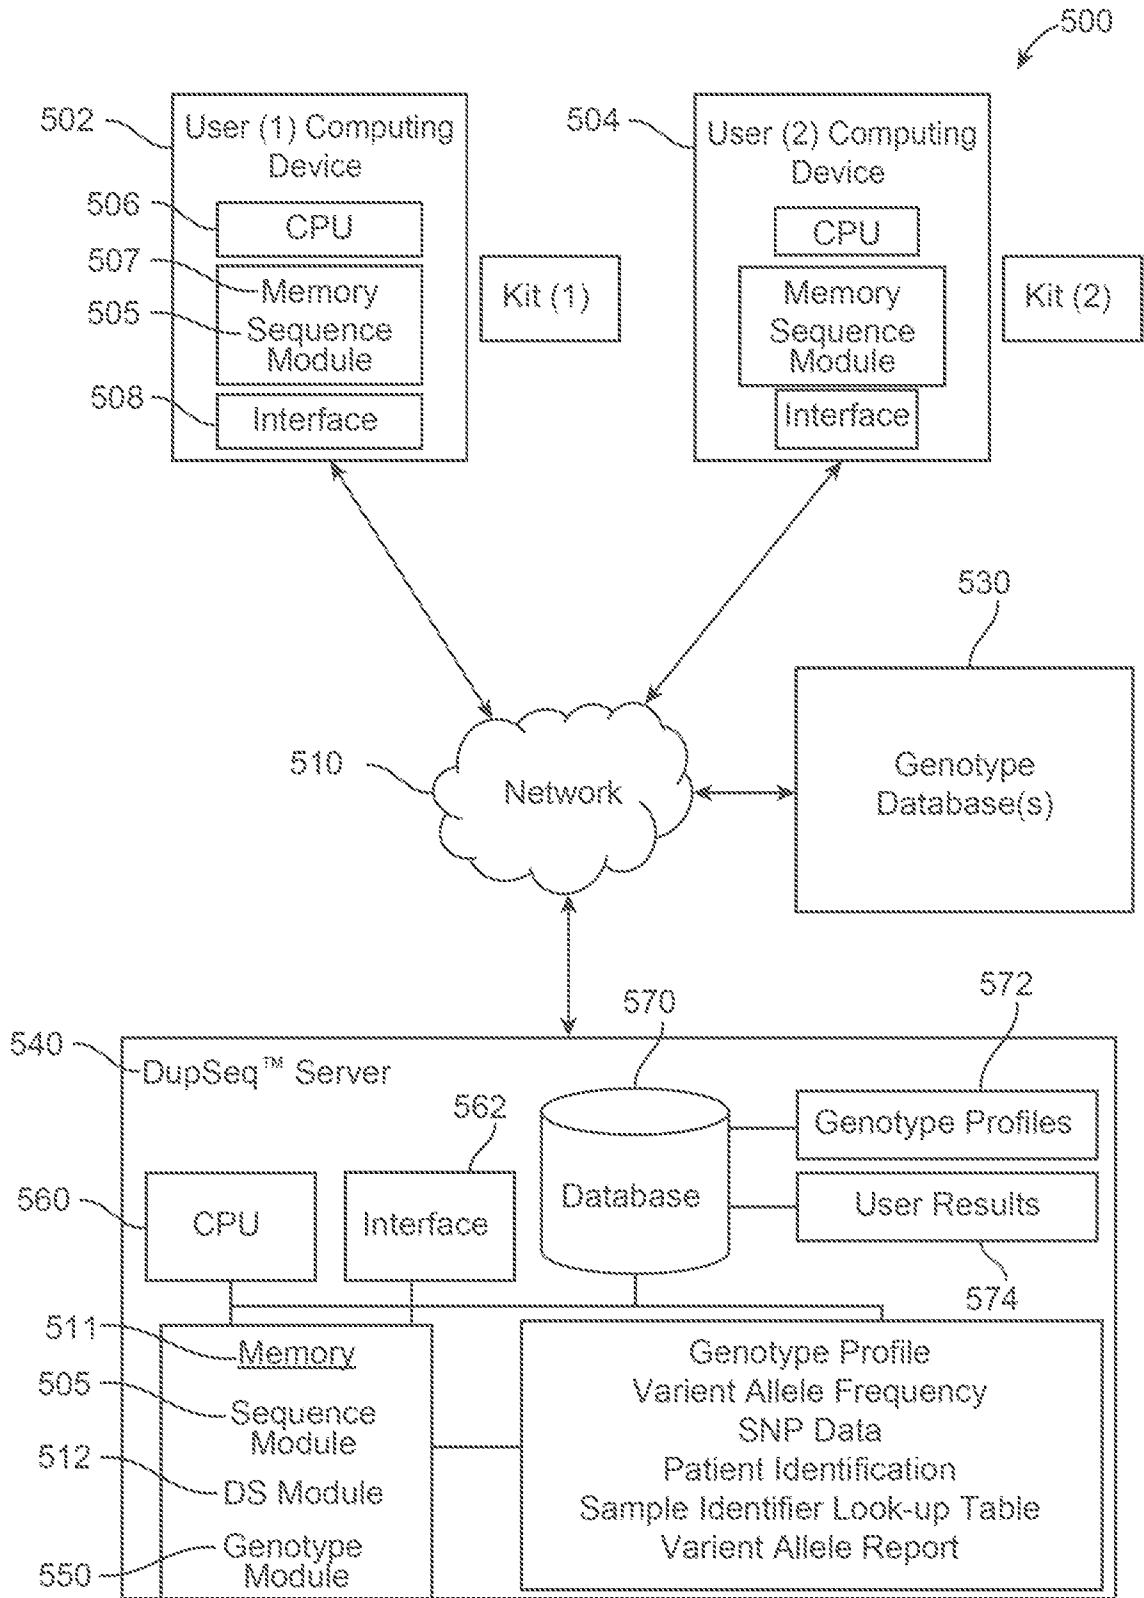 500
502
User (1) Computing
Device
506
CPU
507
Memory
505
Sequence
Module
508
Interface
Kit (1)
504
User (2) Computing
Device
CPU
Memory
Sequence
Module
Interface
Kit (2)
510
Network
530
Genotype
Database(s)
540
DupSeq™ Server
560
CPU
562
Interface
570
Database
572
Genotype Profiles
User Results
574
511
Memory
505
Sequence
Module
512
DS Module
550
Genotype
Module
Genotype Profile
Varient Allele Frequency
SNP Data
Patient Identification
Sample Identifier Look-up Table
Varient Allele Report